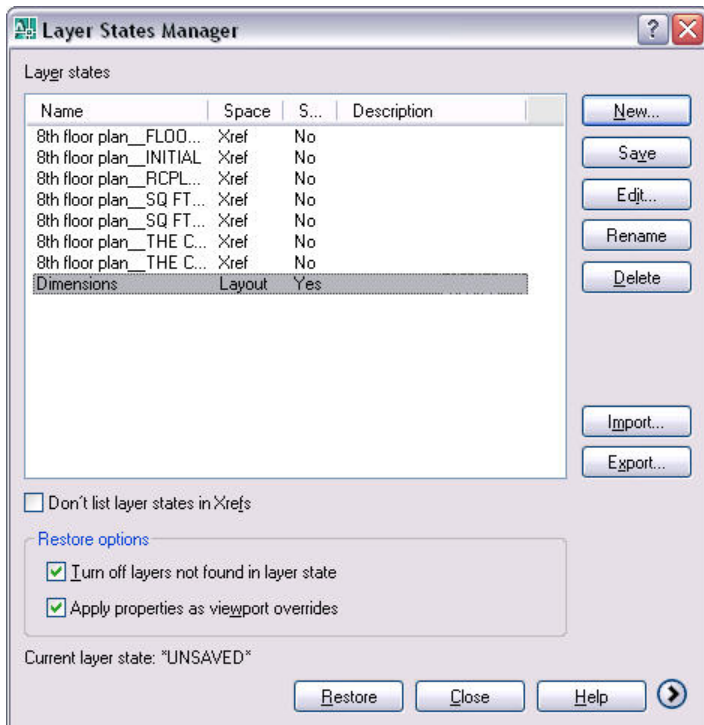 Layer States Manager
Layer states
Name Space S... Description
8th floor plan__FLOO... Xref No
8th floor plan__INITIAL Xref No
8th floor plan__RCPL... Xref No
8th floor plan__SQ FT... Xref No
8th floor plan__SQ FT... Xref No
8th floor plan__THE C... Xref No
8th floor plan__THE C... Xref No
Dimensions Layout Yes
New...
Save
Edit...
Rename
Delete
Import...
Export...
Don't list layer states in Xrefs
Restore options
Turn off layers not found in layer state
Apply properties as viewport overrides
Current layer state: "UNSAVED"
Restore Close Help